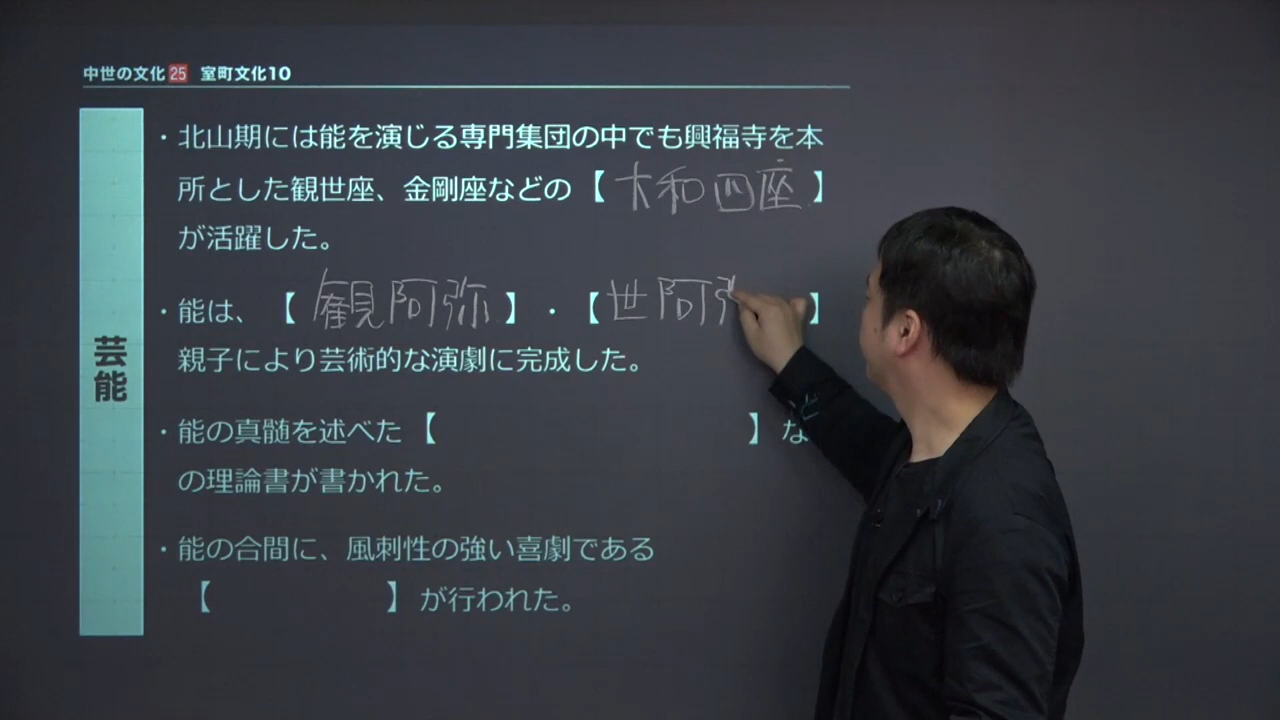 中世の文化25 室町文化10
芸能
・北山期には能を演じる専門集団の中でも興福寺を本
所とした観世座、金剛座などの【大和四座】
が活躍した。
・能は、【観阿弥】・【世阿弥】
親子により芸術的な演劇に完成した。
・能の真髄を述べた【 】な
の理論書が書かれた。
・能の合間に、風刺性の強い喜劇である
【 】が行われた。